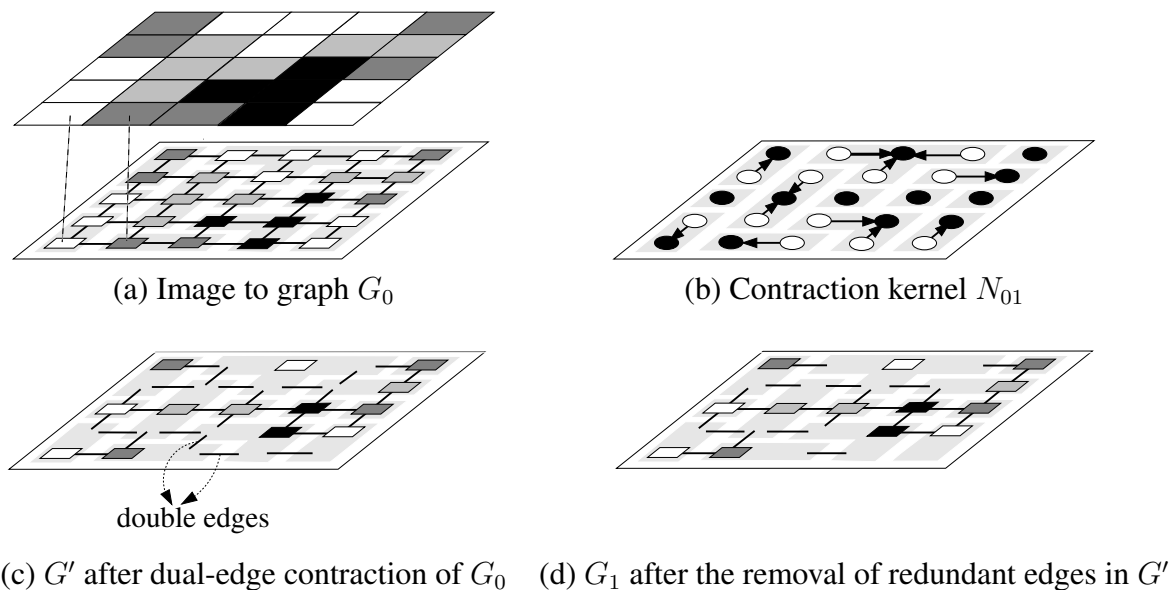 (a) Image to graph G₀
(b) Contraction kernel N₀₁
double edges
(c) G′ after dual-edge contraction of G₀
(d) G₁ after the removal of redundant edges in G′